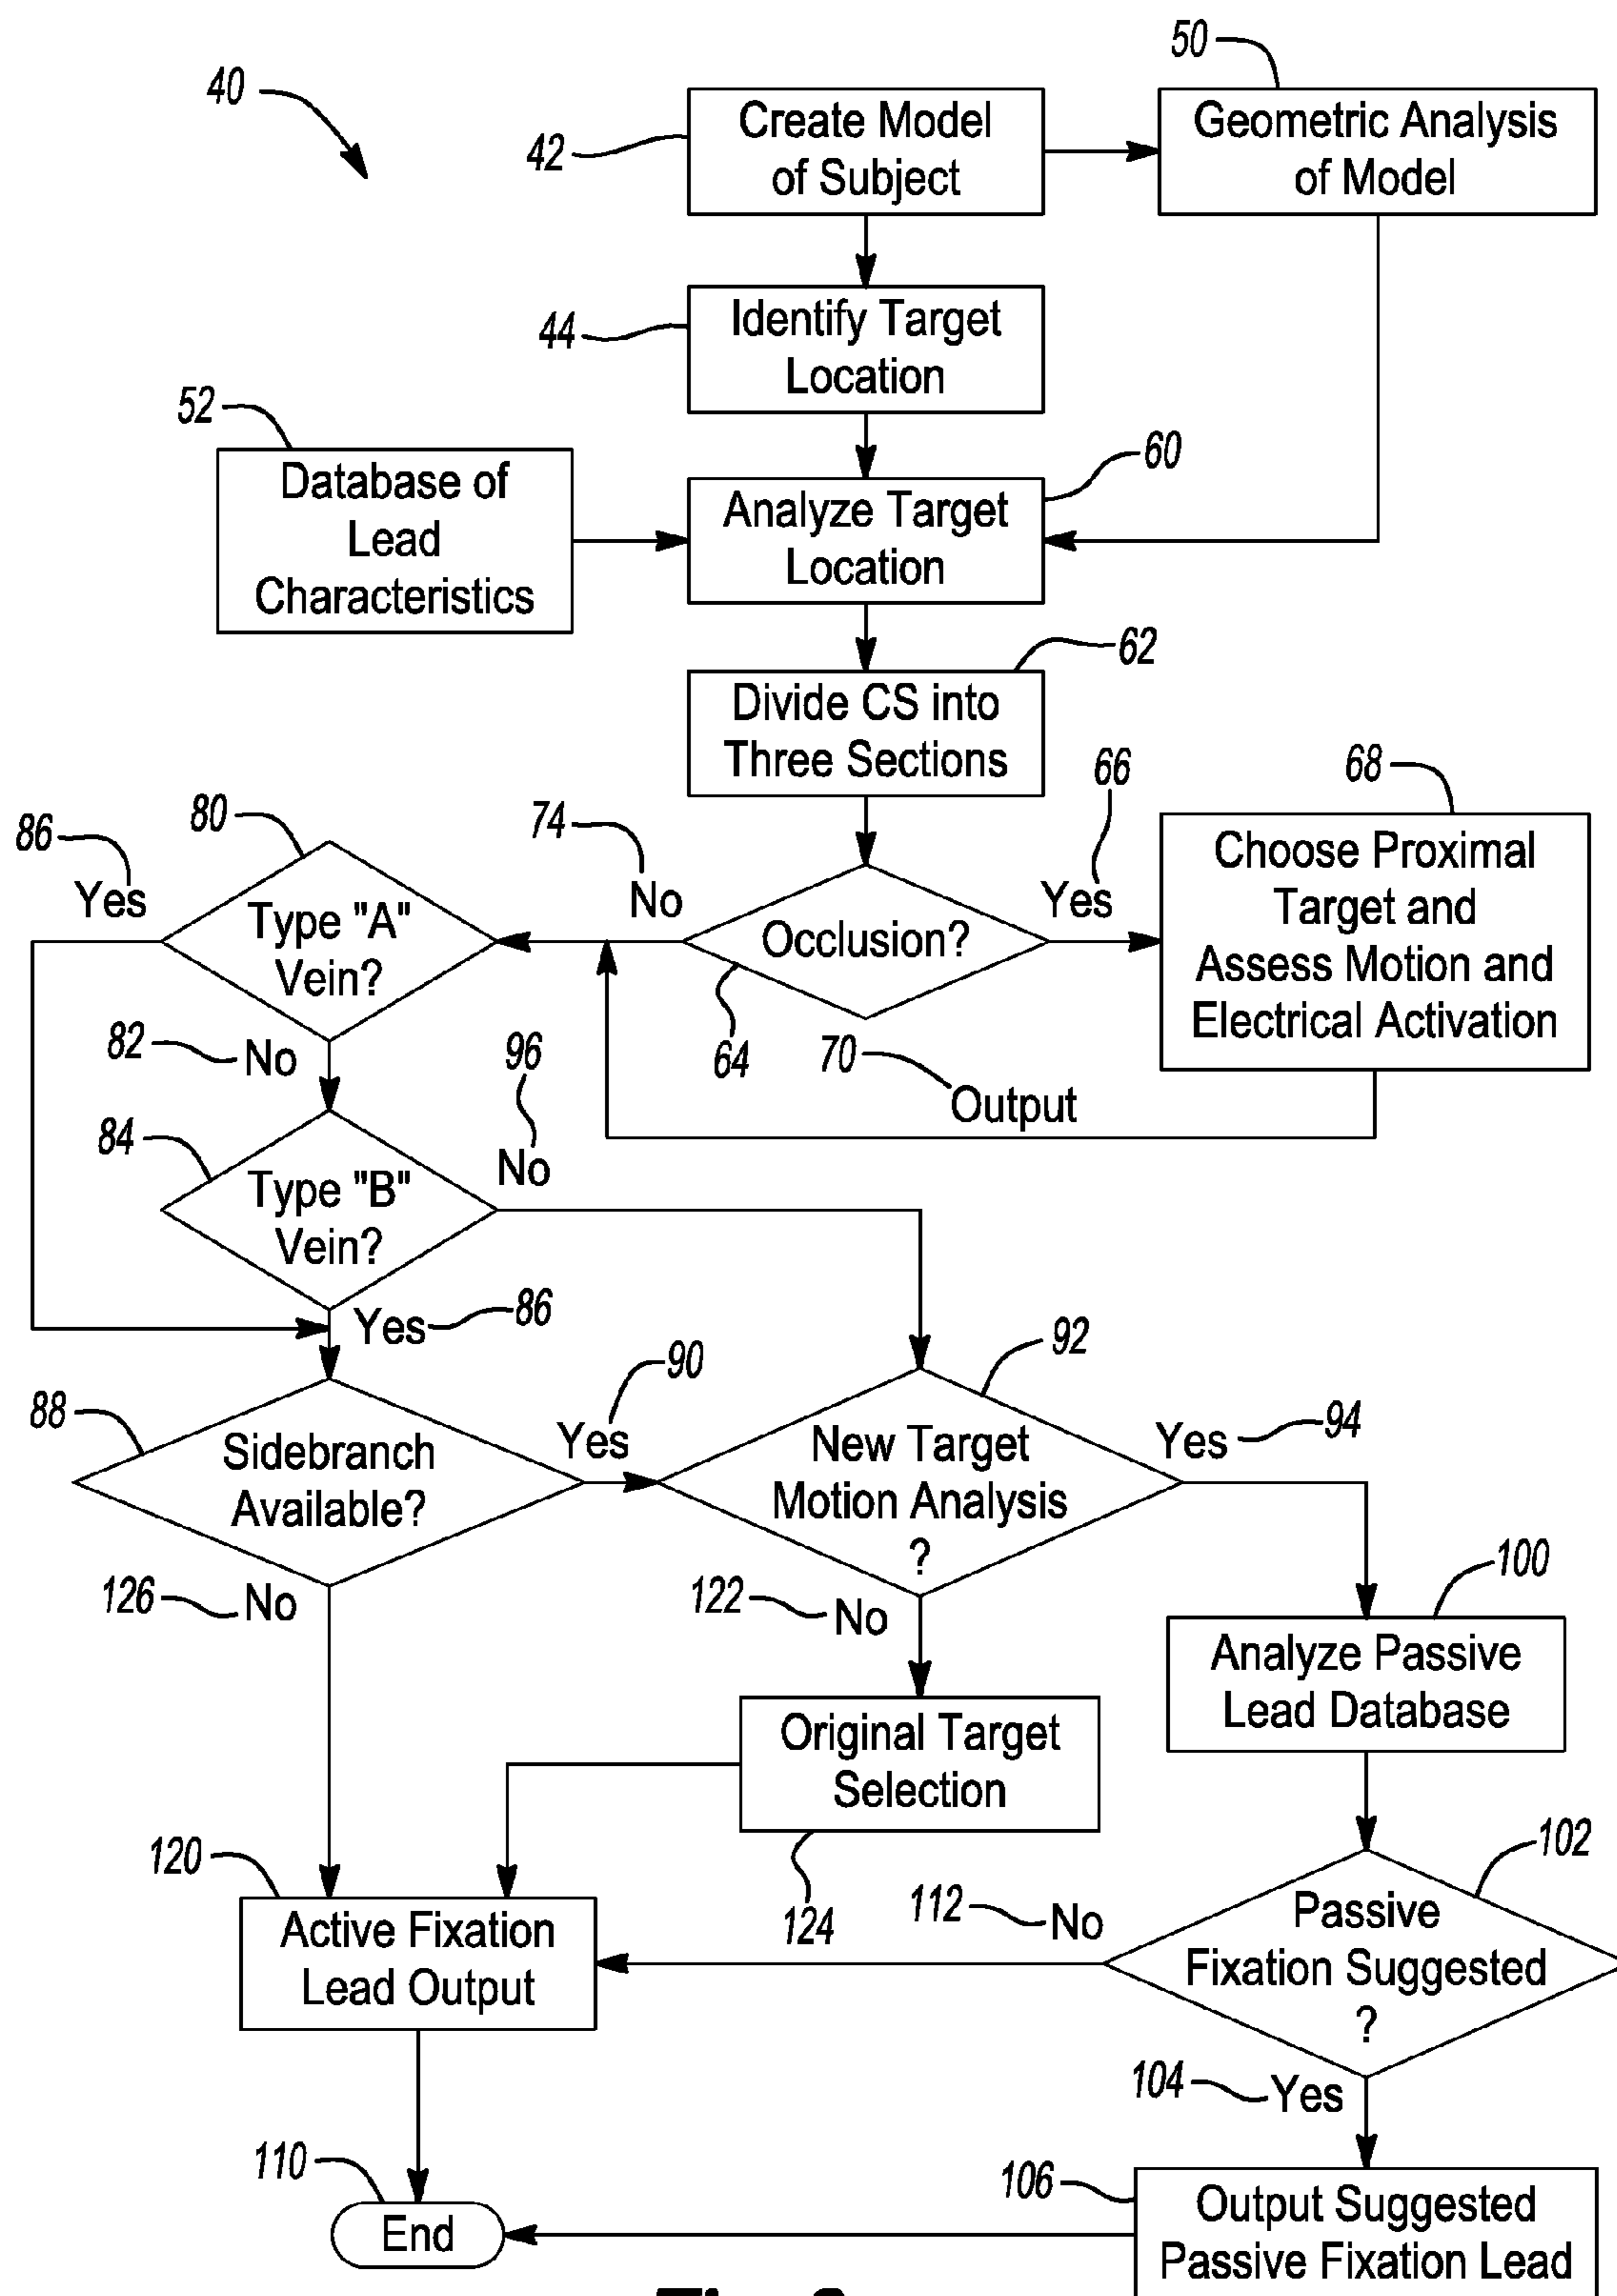 50
40
42
Create Model
of Subject
Geometric Analysis
of Model
44
Identify Target
Location
52
Database of
Lead
Characteristics
60
Analyze Target
Location
62
Divide CS into
Three Sections
66
68
Choose Proximal
Target and
Assess Motion and
Electrical Activation
86
Yes
80
Type "A"
Vein?
74
No
Occlusion?
Yes
64
70
Output
82
No
96
No
84
Type "B"
Vein?
Yes
86
88
Sidebranch
Available?
90
Yes
92
New Target
Motion Analysis
?
Yes
94
126
No
122
No
100
Analyze Passive
Lead Database
Original Target
Selection
124
120
Active Fixation
Lead Output
112
No
102
Passive
Fixation Suggested
?
104
Yes
110
End
106
Output Suggested
Passive Fixation Lead